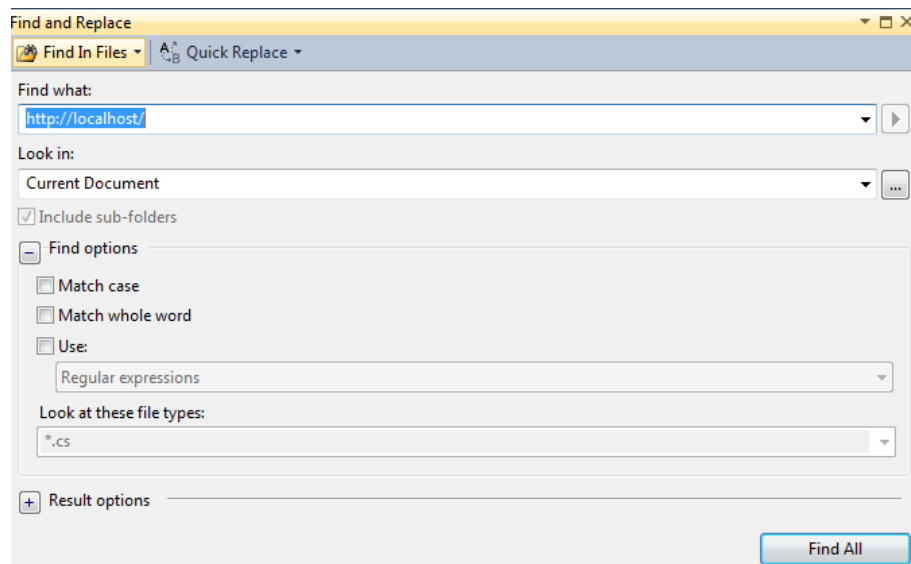 Find and Replace
Find In Files Quick Replace
Find what:
http://localhost/
Look in:
Current Document
...
Include sub-folders
Find options
Match case
Match whole word
Use:
Regular expressions
Look at these file types:
*.cs
Result options
Find All